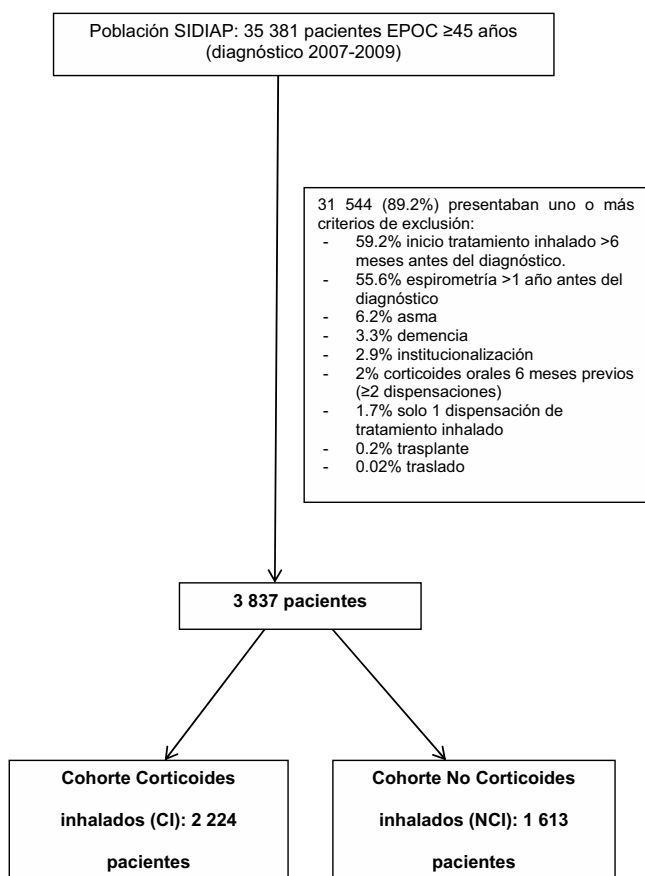 Población SIDIAP: 35 381 pacientes EPOC ≥45 años
(diagnóstico 2007-2009)
31 544 (89.2%) presentaban uno o más
criterios de exclusión:
- 59.2% inicio tratamiento inhalado >6
meses antes del diagnóstico.
- 55.6% espirometría >1 año antes del
diagnóstico
- 6.2% asma
- 3.3% demencia
- 2.9% institucionalización
- 2% corticoides orales 6 meses previos
(≥2 dispensaciones)
- 1.7% solo 1 dispensación de
tratamiento inhalado
- 0.2% trasplante
- 0.02% traslado
3 837 pacientes
Cohorte Corticoides
inhalados (CI): 2 224
pacientes
Cohorte No Corticoides
inhalados (NCI): 1 613
pacientes